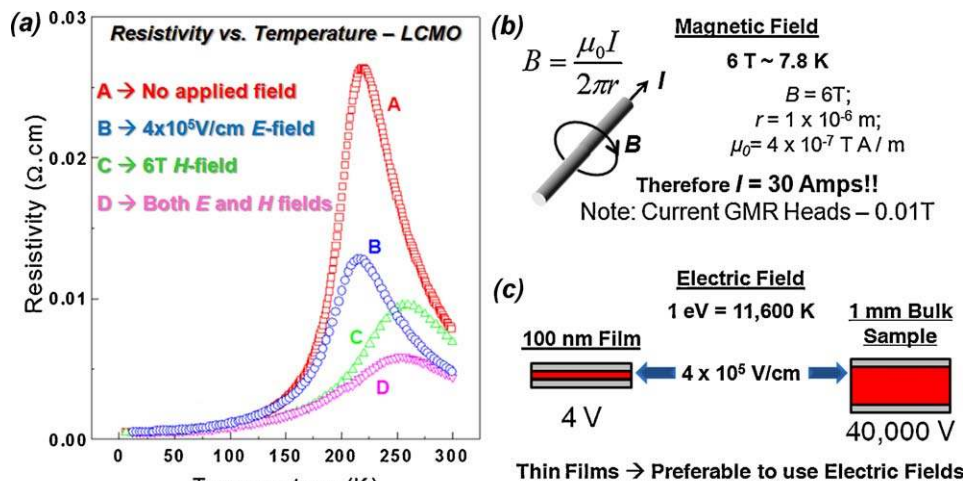 (a)
Resistivity vs. Temperature – LCMO
A → No applied field
B → 4x10⁵V/cm E-field
C → 6T H-field
D → Both E and H fields
A
B
C
D
Resistivity (Ω.cm)
0.03
0.02
0.01
0.00
0 50 100 150 200 250 300
(b)
Magnetic Field
B = μ₀I / 2πr
I
B
6 T ~ 7.8 K
B = 6T;
r = 1 x 10⁻⁶ m;
μ₀= 4 x 10⁻⁷ T A / m
Therefore I = 30 Amps!!
Note: Current GMR Heads – 0.01T
(c)
Electric Field
1 eV = 11,600 K
100 nm Film
1 mm Bulk
Sample
4 x 10⁵ V/cm
4 V
40,000 V
Thin Films → Preferable to use Electric Fields